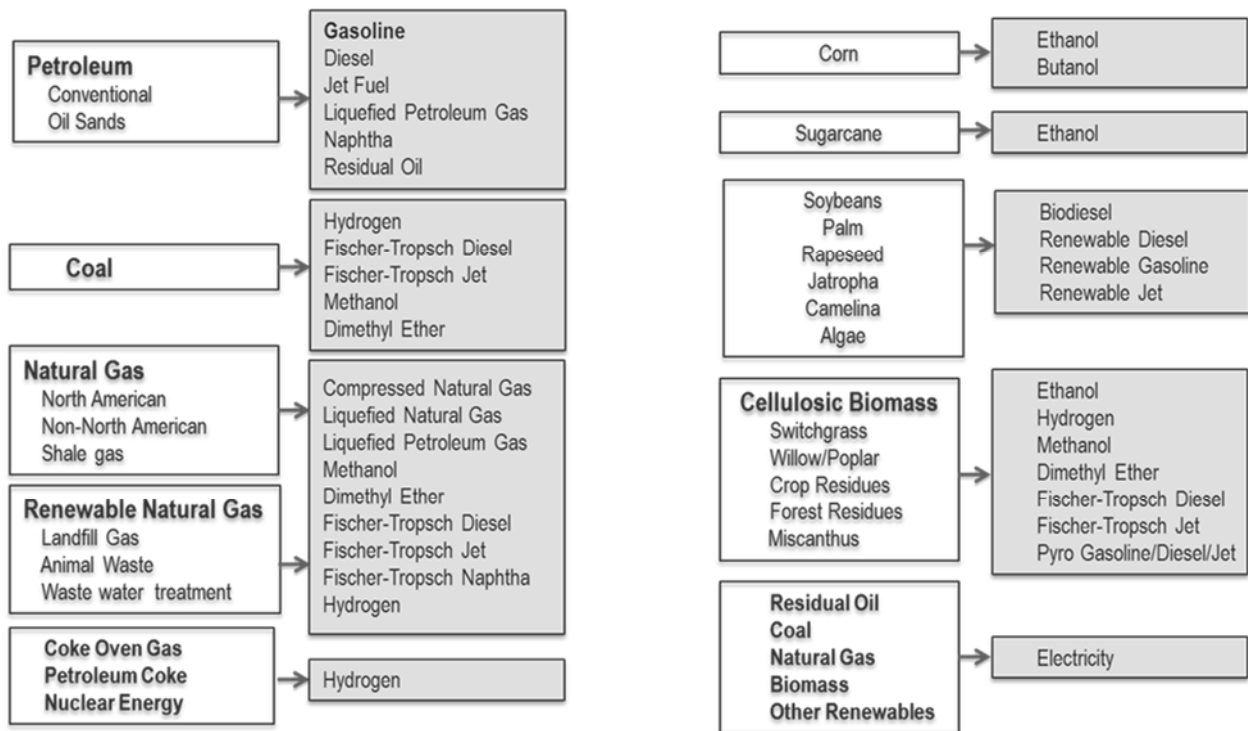 Petroleum
Conventional
Oil Sands
Gasoline
Diesel
Jet Fuel
Liquefied Petroleum Gas
Naphtha
Residual Oil
Coal
Hydrogen
Fischer-Tropsch Diesel
Fischer-Tropsch Jet
Methanol
Dimethyl Ether
Natural Gas
North American
Non-North American
Shale gas
Renewable Natural Gas
Landfill Gas
Animal Waste
Waste water treatment
Compressed Natural Gas
Liquefied Natural Gas
Liquefied Petroleum Gas
Methanol
Dimethyl Ether
Fischer-Tropsch Diesel
Fischer-Tropsch Jet
Fischer-Tropsch Naphtha
Hydrogen
Coke Oven Gas
Petroleum Coke
Nuclear Energy
Hydrogen
Corn
Ethanol
Butanol
Sugarcane
Ethanol
Soybeans
Palm
Rapeseed
Jatropha
Camelina
Algae
Biodiesel
Renewable Diesel
Renewable Gasoline
Renewable Jet
Cellulosic Biomass
Switchgrass
Willow/Poplar
Crop Residues
Forest Residues
Miscanthus
Ethanol
Hydrogen
Methanol
Dimethyl Ether
Fischer-Tropsch Diesel
Fischer-Tropsch Jet
Pyro Gasoline/Diesel/Jet
Residual Oil
Coal
Natural Gas
Biomass
Other Renewables
Electricity